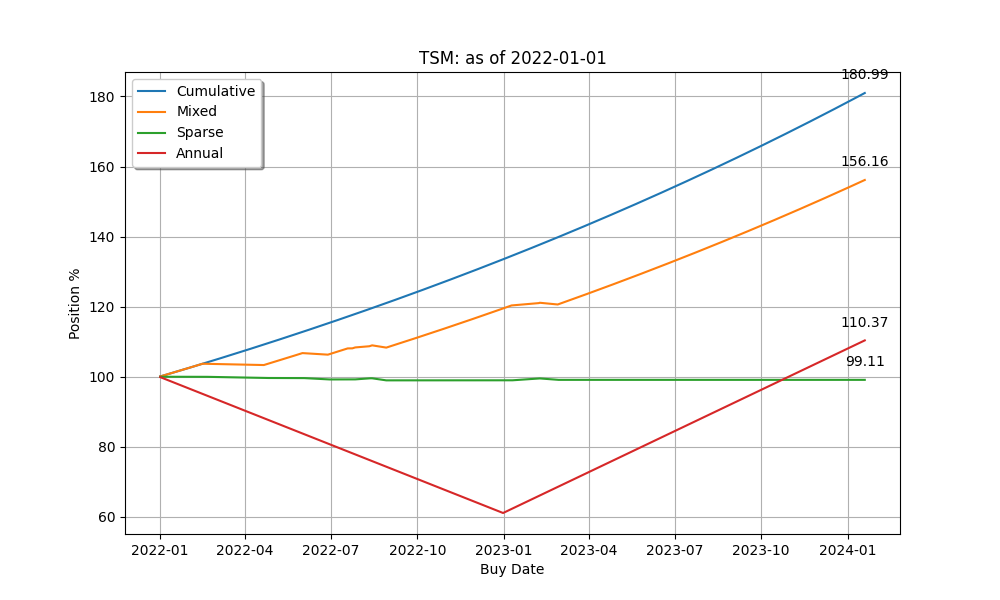 TSM: as of 2022-01-01
180.99
180
Cumulative
Mixed
Sparse
Annual
160
156.16
140
120
110.37
100
99.11
80
60
Position %
2022-01 2022-04 2022-07 2022-10 2023-01 2023-04 2023-07 2023-10 2024-01
Buy Date